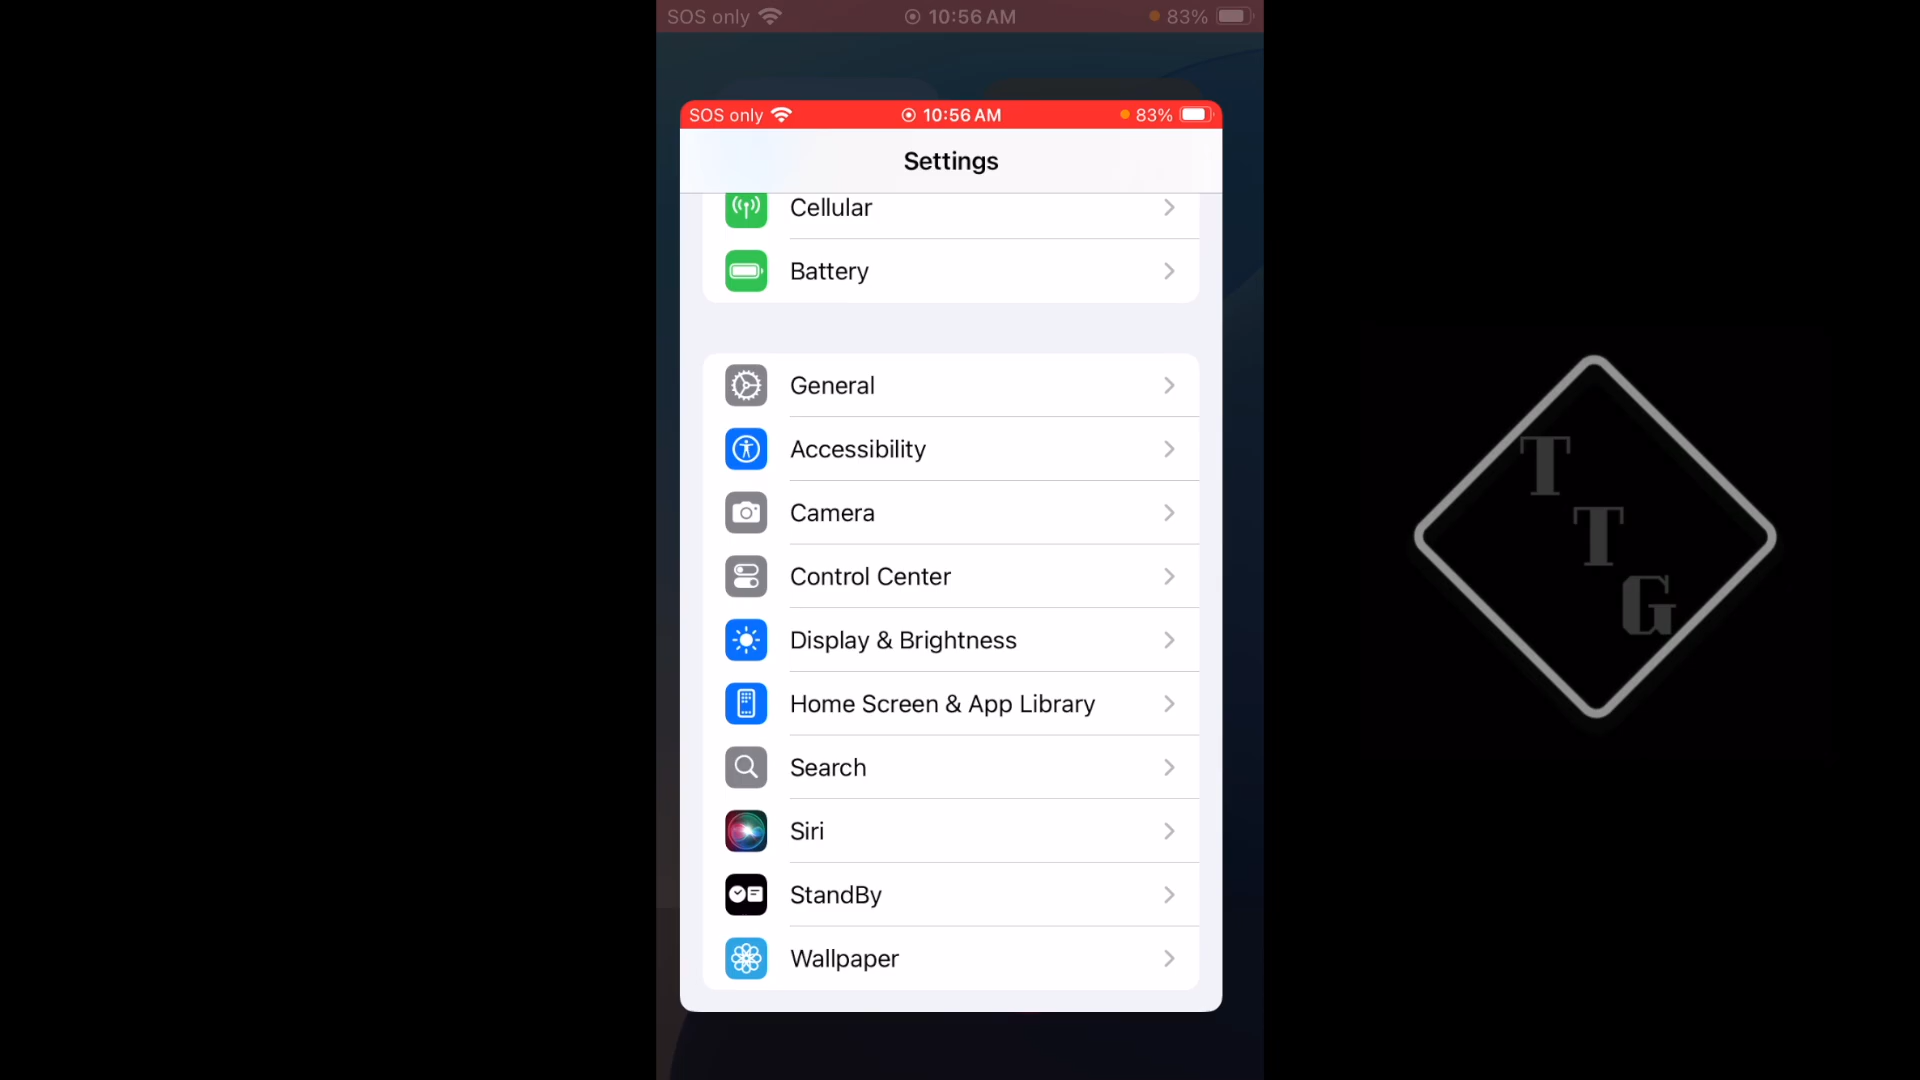 SOS only 10:56 AM 83%
SOS only 10:56 AM 83%
Settings
Cellular
Battery
General
Accessibility
Camera
Control Center
Display & Brightness
Home Screen & App Library
Search
Siri
StandBy
Wallpaper
T
T
G